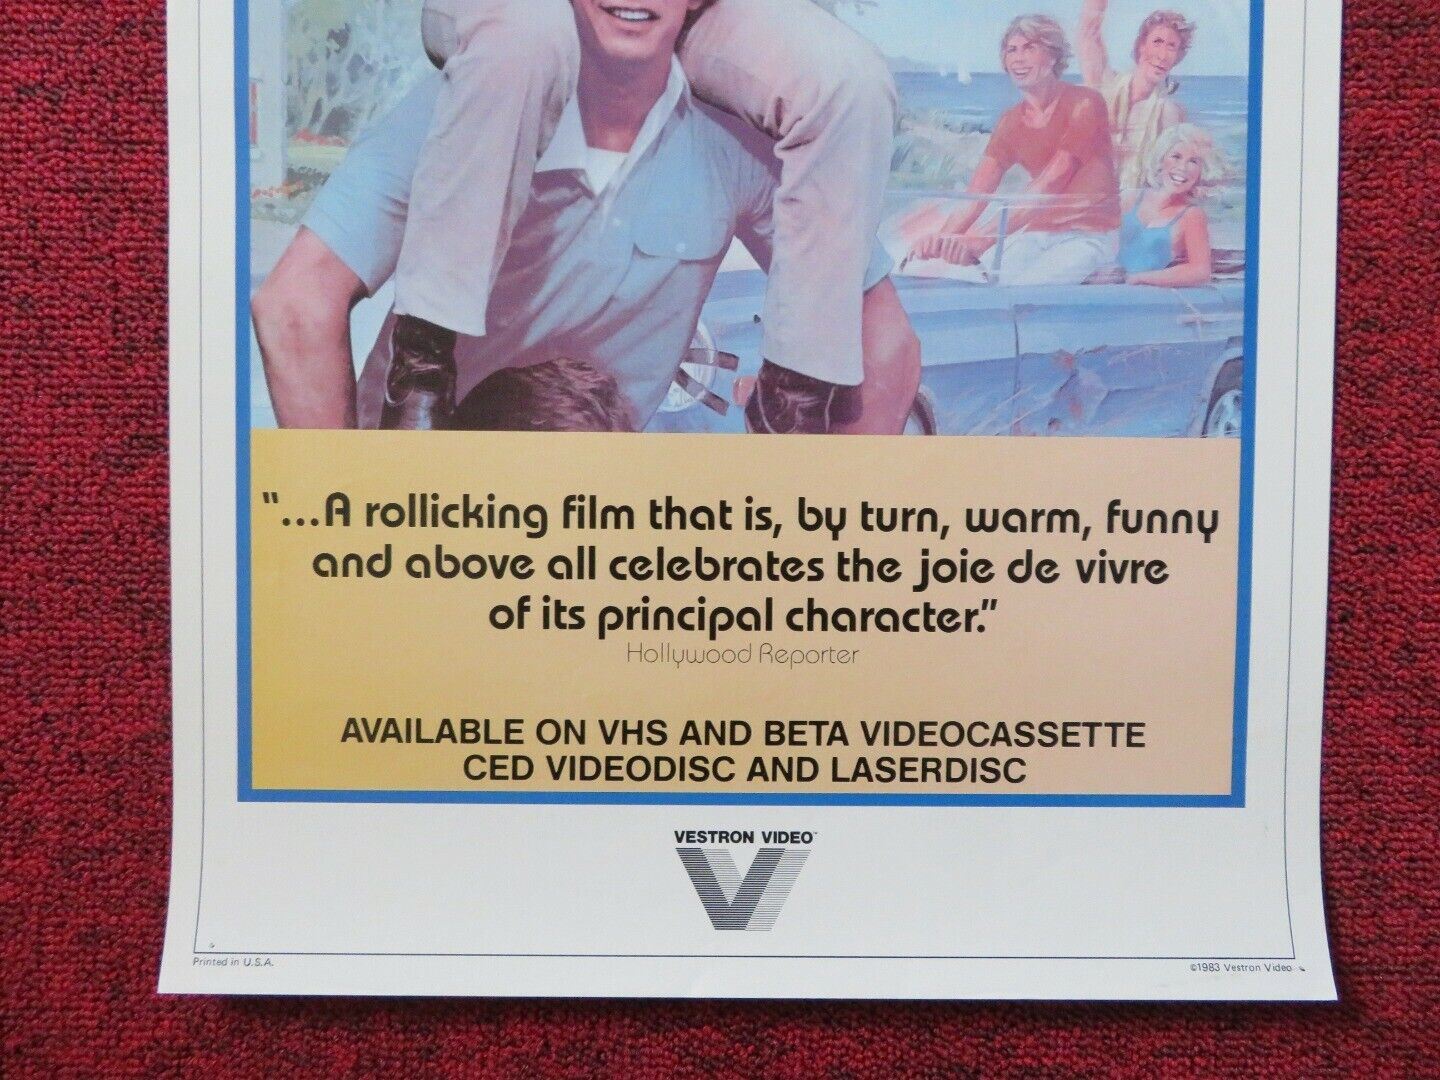 "...A rollicking film that is, by turn, warm, funny
and above all celebrates the joie de vivre
of its principal character."
Hollywood Reporter
AVAILABLE ON VHS AND BETA VIDEOCASSETTE
CED VIDEODISC AND LASERDISC
VESTRON VIDEO™
Printed in U.S.A.
©1983 Vestron Video